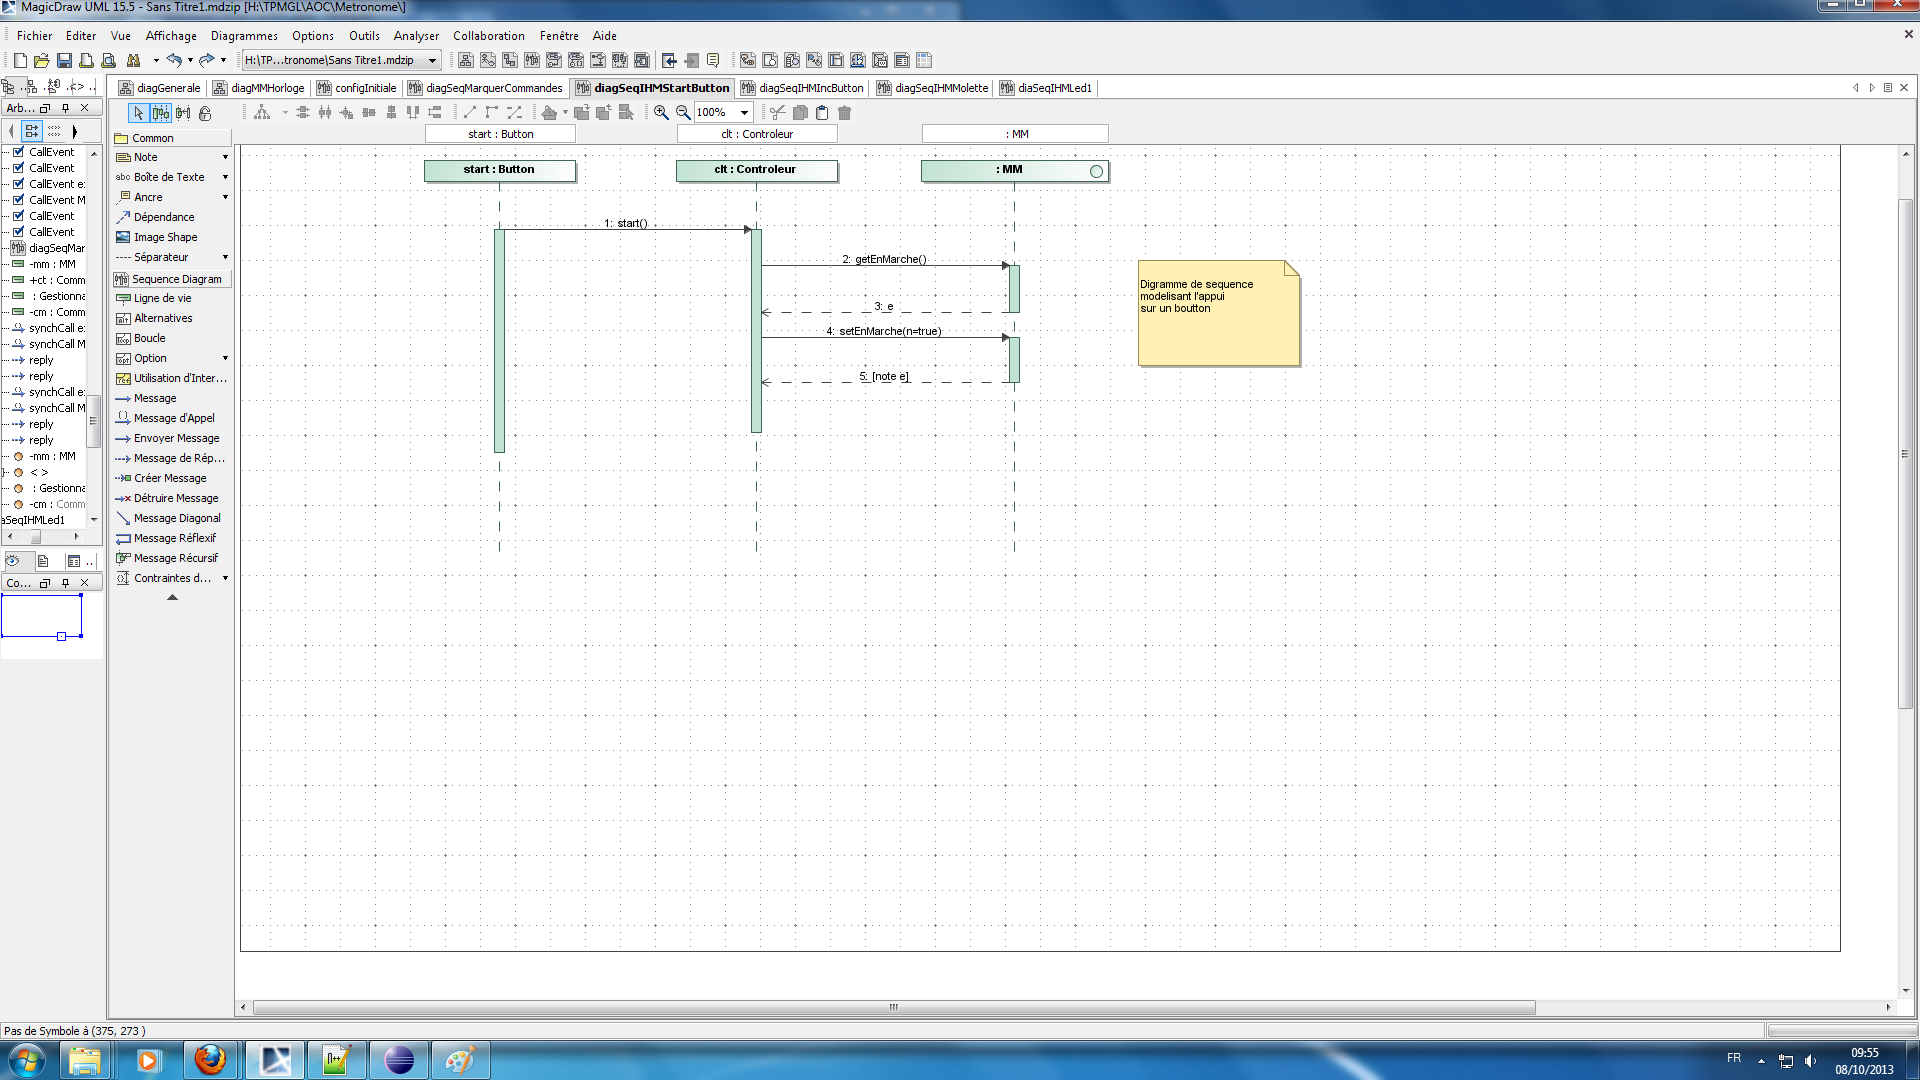 MagicDraw UML 15.5 - Sans Titre1.mdzip [H:\TPMGL\AOC\Metronome\]
Fichier Editer Vue Affichage Diagrammes Options Outils Analyser Collaboration Fenêtre Aide
H:\TP...tronome\Sans Titre1.mdzip
diagGenerale diagMMHorloge configInitiale diagSeqMarquerCommandes diagSeqIHMStartButton diagSeqIHMIncButton diagSeqIHMMolette diaSeqIHMLed1
Arb...
100%
start : Button clt : Controleur : MM
CallEvent
CallEvent
CallEvent e
CallEvent M
CallEvent
CallEvent
diagSeqMar
-mm : MM
+ct : Comm
: Gestionna
-cm : Comm
synchCall e
synchCall M
reply
reply
synchCall e
synchCall M
reply
reply
-mm : MM
< >
: Gestionna
-cm : Comm
aSeqIHMLed1
Co...
Common
Note
abc Boîte de Texte
Ancre
Dépendance
Image Shape
Séparateur
Sequence Diagram
Ligne de vie
Alternatives
Boucle
Option
Utilisation d'Inter...
Message
Message d'Appel
Envoyer Message
Message de Rép...
Créer Message
Détruire Message
Message Diagonal
Message Réflexif
Message Récursif
Contraintes d...
start : Button
clt : Controleur
: MM
1: start()
2: getEnMarche()
3: e
4: setEnMarche(n=true)
5: [note e]
Digramme de sequence
modelisant l'appui
sur un boutton
Pas de Symbole à (375, 273 )
FR
09:55
08/10/2013